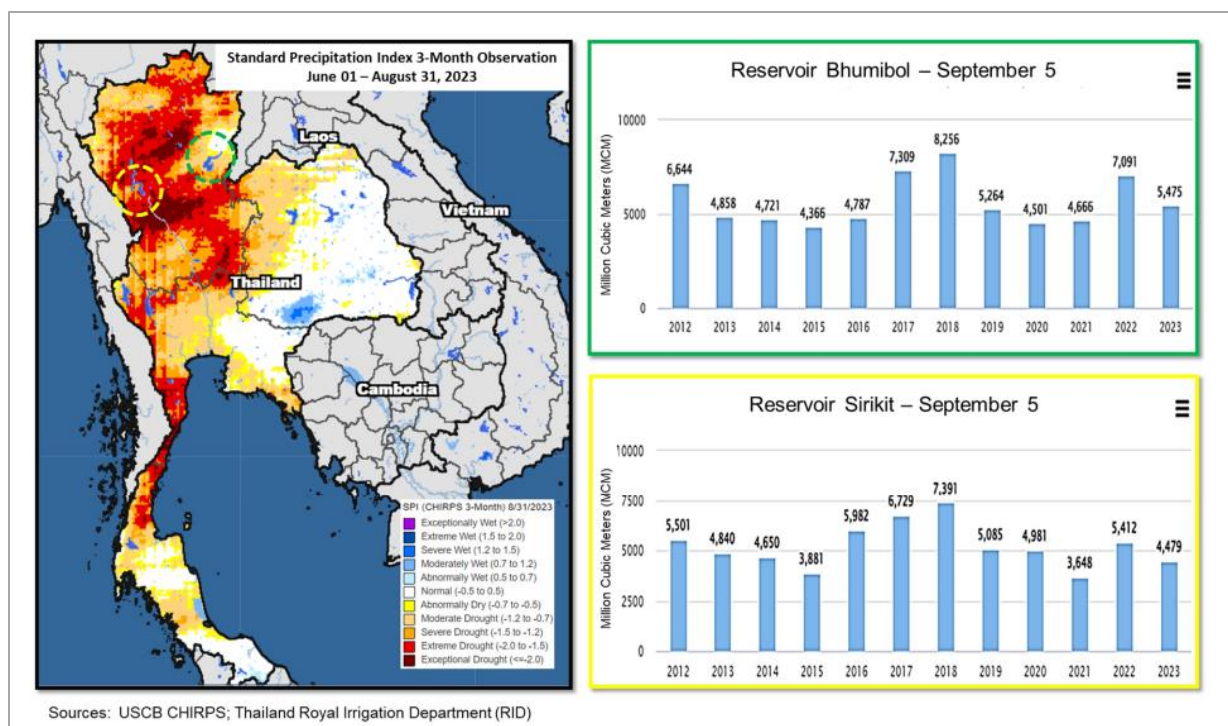 Standard Precipitation Index 3-Month Observation
June 01 – August 31, 2023
Laos
Vietnam
Thailand
Cambodia
SPI (CHIRPS 3-Month) 8/31/2023
Exceptionally Wet (>2.0)
Extreme Wet (1.5 to 2.0)
Severe Wet (1.2 to 1.5)
Moderately Wet (0.7 to 1.2)
Abnormally Wet (0.5 to 0.7)
Normal (-0.5 to 0.5)
Abnormally Dry (-0.7 to -0.5)
Moderate Drought (-1.2 to -0.7)
Severe Drought (-1.5 to -1.2)
Extreme Drought (-2.0 to -1.5)
Exceptional Drought (<=-2.0)
Reservoir Bhumibol – September 5
Million Cubic Meters (MCM)
10000
5000
0
6,644
4,858
4,721
4,366
4,787
7,309
8,256
5,264
4,501
4,666
7,091
5,475
2012 2013 2014 2015 2016 2017 2018 2019 2020 2021 2022 2023
Reservoir Sirikit – September 5
Million Cubic Meters (MCM)
10000
7500
5000
2500
0
5,501
4,840
4,650
3,881
5,982
6,729
7,391
5,085
4,981
3,648
5,412
4,479
2012 2013 2014 2015 2016 2017 2018 2019 2020 2021 2022 2023
Sources: USCB CHIRPS; Thailand Royal Irrigation Department (RID)